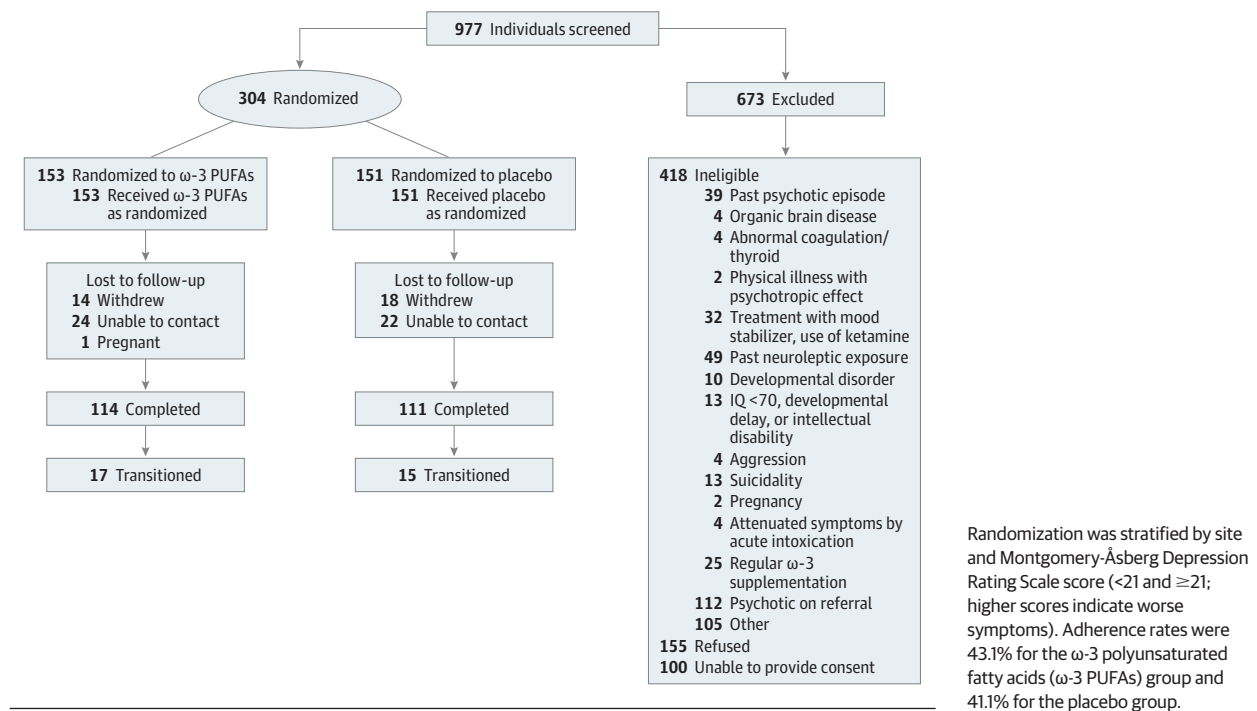 977 Individuals screened
304 Randomized
673 Excluded
153 Randomized to ω-3 PUFAs
153 Received ω-3 PUFAs
as randomized
151 Randomized to placebo
151 Received placebo
as randomized
Lost to follow-up
14 Withdrew
24 Unable to contact
1 Pregnant
Lost to follow-up
18 Withdrew
22 Unable to contact
114 Completed
111 Completed
17 Transitioned
15 Transitioned
418 Ineligible
39 Past psychotic episode
4 Organic brain disease
4 Abnormal coagulation/
thyroid
2 Physical illness with
psychotropic effect
32 Treatment with mood
stabilizer, use of ketamine
49 Past neuroleptic exposure
10 Developmental disorder
13 IQ <70, developmental
delay, or intellectual
disability
4 Aggression
13 Suicidality
2 Pregnancy
4 Attenuated symptoms by
acute intoxication
25 Regular ω-3
supplementation
112 Psychotic on referral
105 Other
155 Refused
100 Unable to provide consent
Randomization was stratified by site
and Montgomery-Åsberg Depression
Rating Scale score (<21 and ≥21;
higher scores indicate worse
symptoms). Adherence rates were
43.1% for the ω-3 polyunsaturated
fatty acids (ω-3 PUFAs) group and
41.1% for the placebo group.